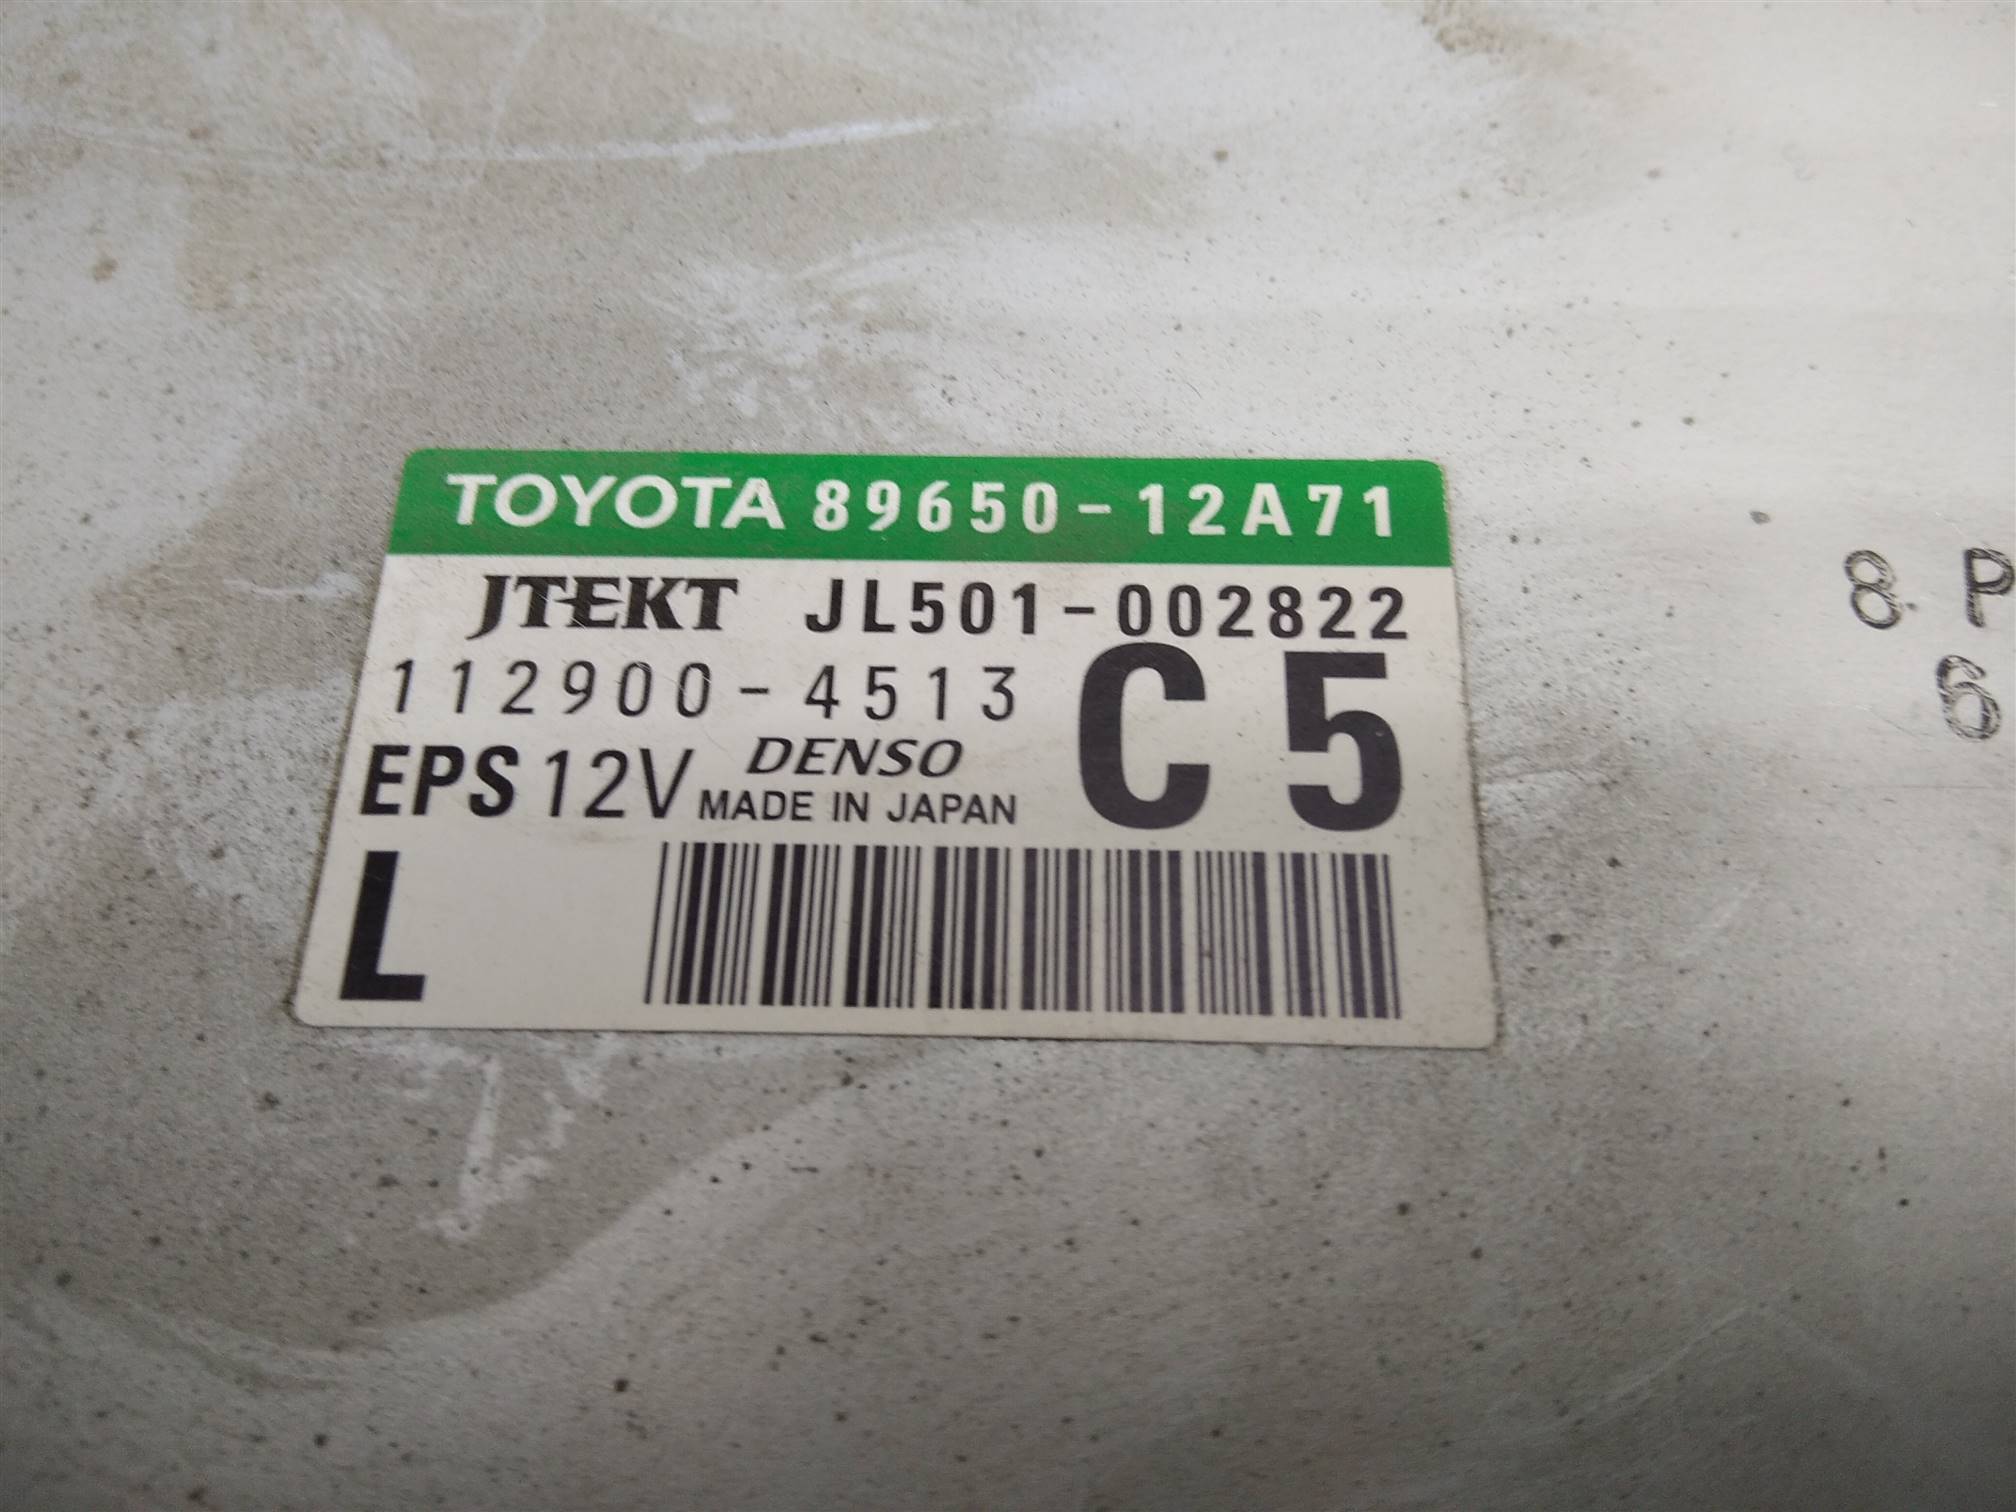 TOYOTA 89650-12A71
JTEKT JL501-002822
112900-4513 C5
EPS 12V DENSO
MADE IN JAPAN
L
8 P
6